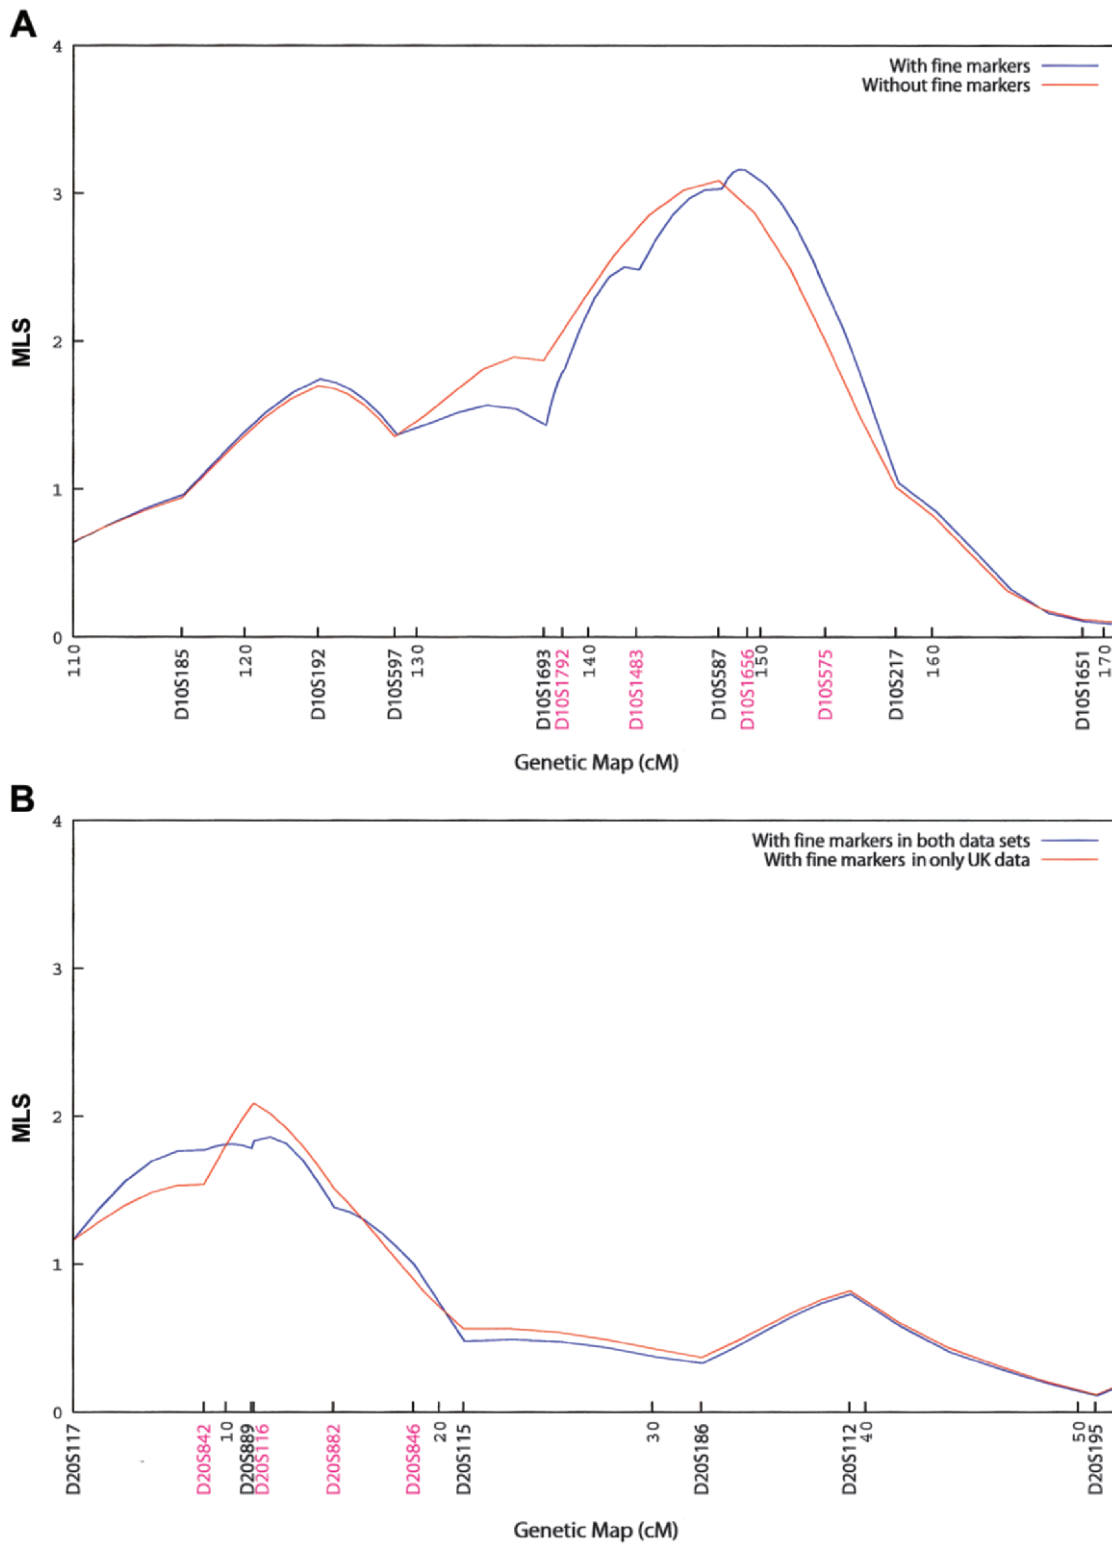 A
4
With fine markers
Without fine markers
3
MLS
2
1
0
110
D10S185
120
D10S192
D10S597
130
D10S1693
D10S1792
140
D10S1483
D10S587
D10S1656
150
D10S575
D10S217
160
D10S1651
170
Genetic Map (cM)
B
4
With fine markers in both data sets
With fine markers in only UK data
3
MLS
2
1
0
D20S117
D20S842
10
D20S889
D20S116
D20S882
D20S846
20
D20S115
30
D20S186
D20S112
40
50
D20S195
Genetic Map (cM)